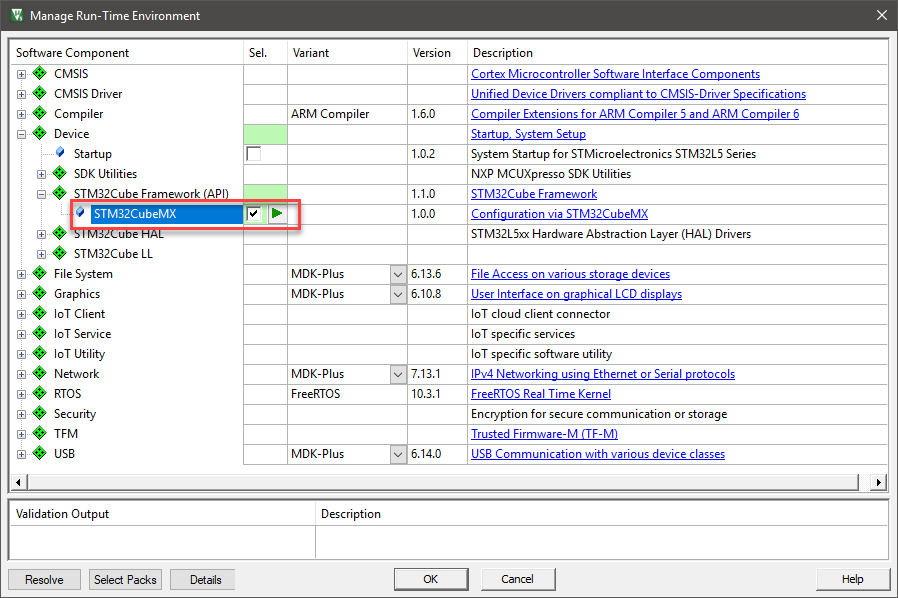 Manage Run-Time Environment
Software Component Sel. Variant Version Description
CMSIS Cortex Microcontroller Software Interface Components
CMSIS Driver Unified Device Drivers compliant to CMSIS-Driver Specifications
Compiler ARM Compiler 1.6.0 Compiler Extensions for ARM Compiler 5 and ARM Compiler 6
Device Startup, System Setup
Startup 1.0.2 System Startup for STMicroelectronics STM32L5 Series
SDK Utilities NXP MCUXpresso SDK Utilities
STM32Cube Framework (API) 1.1.0 STM32Cube Framework
STM32CubeMX 1.0.0 Configuration via STM32CubeMX
STM32Cube HAL STM32L5xx Hardware Abstraction Layer (HAL) Drivers
STM32Cube LL
File System MDK-Plus 6.13.6 File Access on various storage devices
Graphics MDK-Plus 6.10.8 User Interface on graphical LCD displays
IoT Client IoT cloud client connector
IoT Service IoT specific services
IoT Utility IoT specific software utility
Network MDK-Plus 7.13.1 IPv4 Networking using Ethernet or Serial protocols
RTOS FreeRTOS 10.3.1 FreeRTOS Real Time Kernel
Security Encryption for secure communication or storage
TFM Trusted Firmware-M (TF-M)
USB MDK-Plus 6.14.0 USB Communication with various device classes
Validation Output Description
Resolve Select Packs Details OK Cancel Help